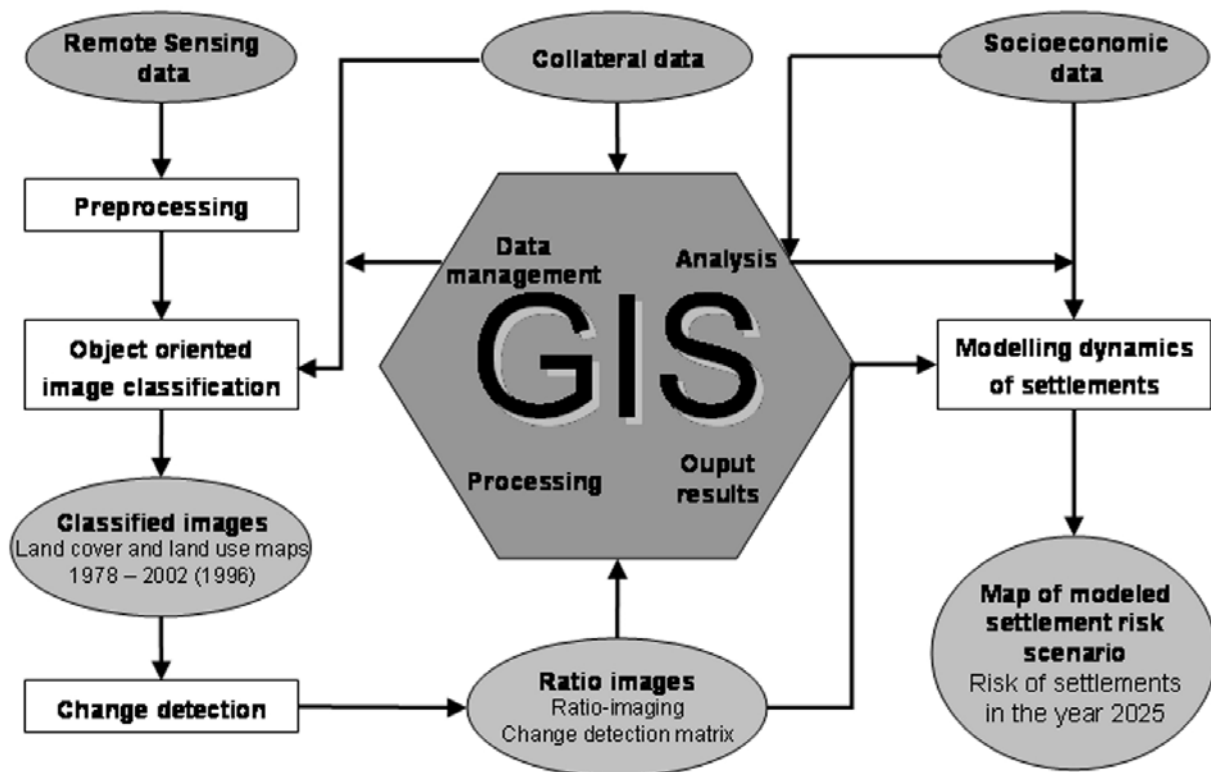 Remote Sensing
data
Collateral data
Socioeconomic
data
Preprocessing
Data
management
Analysis
GIS
Object oriented
image classification
Modelling dynamics
of settlements
Processing
Ouput
results
Classified images
Land cover and land use maps
1978 – 2002 (1996)
Map of modeled
settlement risk
scenario
Risk of settlements
in the year 2025
Change detection
Ratio images
Ratio-imaging
Change detection matrix